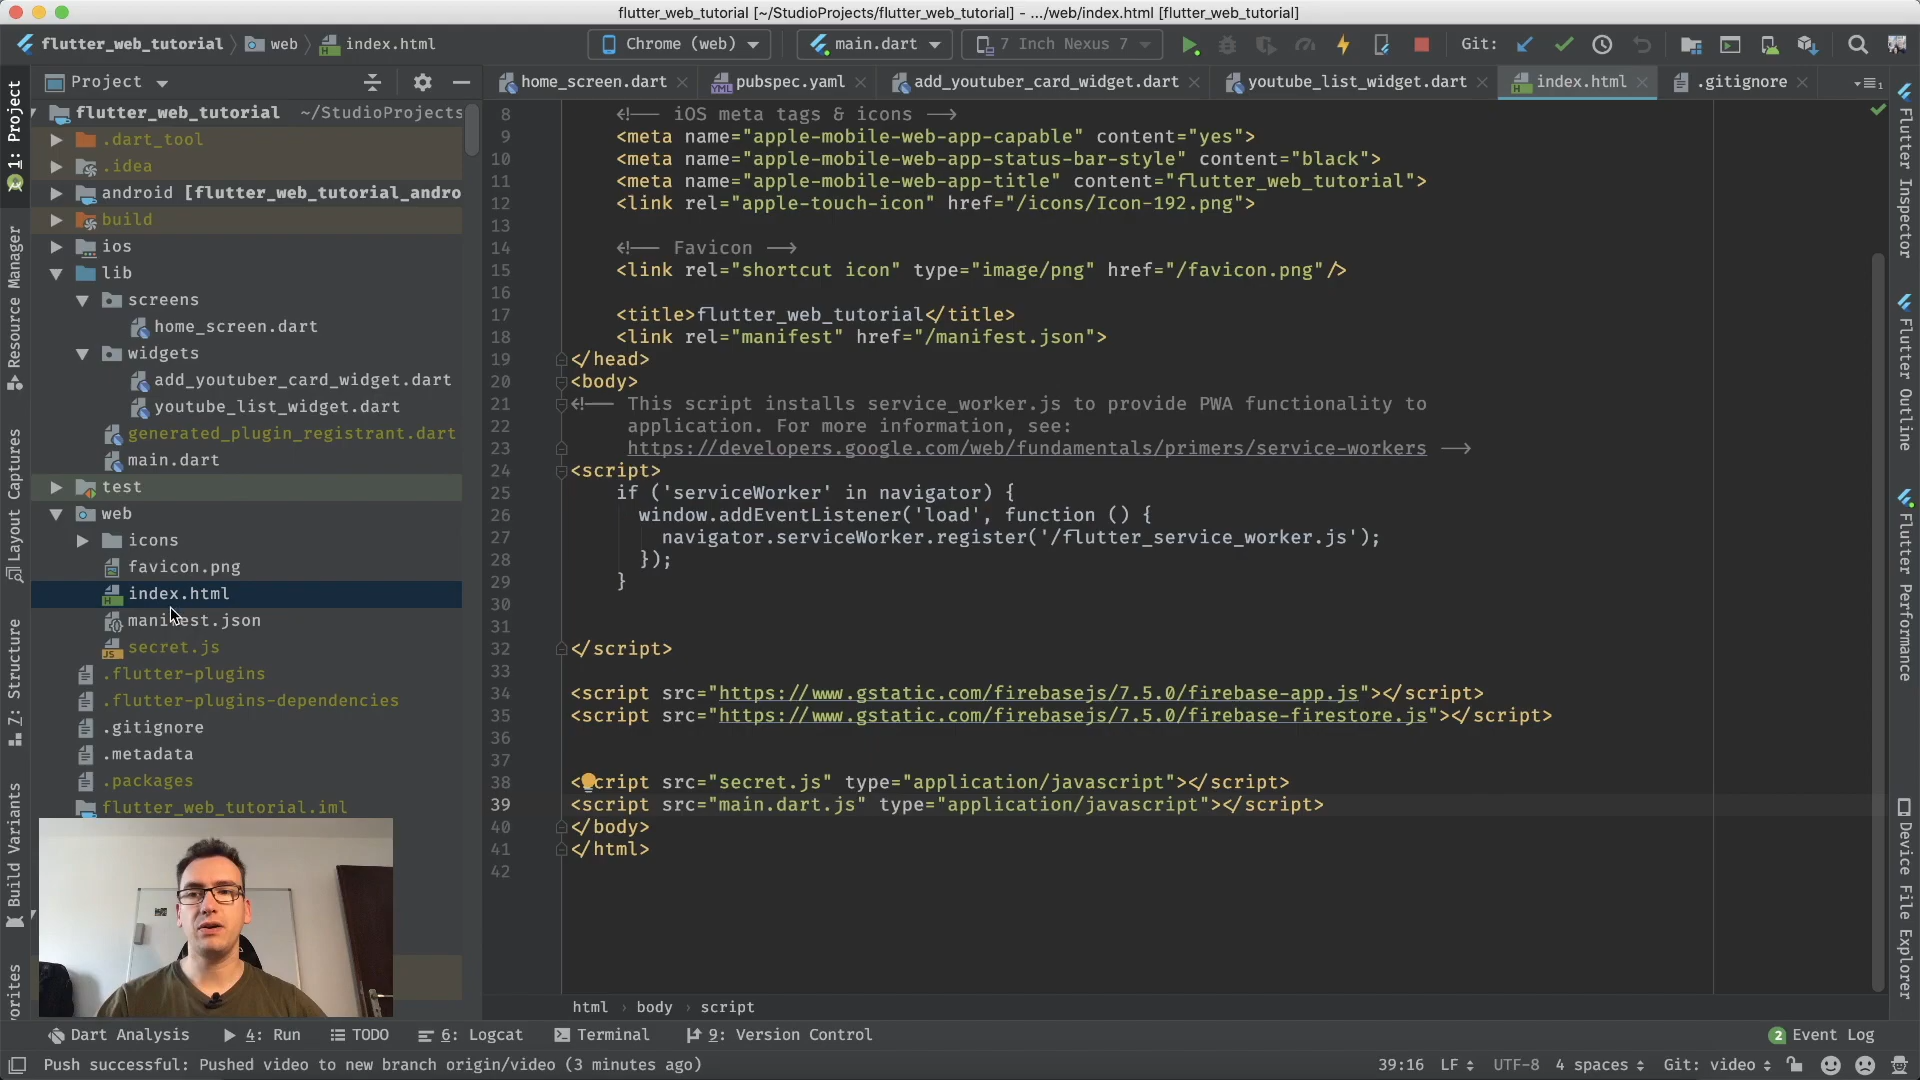 flutter_web_tutorial [~/StudioProjects/flutter_web_tutorial] - .../web/index.html [flutter_web_tutorial]
flutter_web_tutorial web index.html Chrome (web) main.dart 7 Inch Nexus 7 Git:
Project
home_screen.dart pubspec.yaml add_youtuber_card_widget.dart youtube_list_widget.dart index.html .gitignore
flutter_web_tutorial ~/StudioProjects
.dart_tool
.idea
android [flutter_web_tutorial_andro
build
ios
lib
screens
home_screen.dart
widgets
add_youtuber_card_widget.dart
youtube_list_widget.dart
generated_plugin_registrant.dart
main.dart
test
web
icons
favicon.png
index.html
manifest.json
secret.js
.flutter-plugins
.flutter-plugins-dependencies
.gitignore
.metadata
.packages
flutter_web_tutorial.iml
1: Project
Resource Manager
Layout Captures
7: Structure
Build Variants
vorites
8 <!-- iOS meta tags & icons -->
9 <meta name="apple-mobile-web-app-capable" content="yes">
10 <meta name="apple-mobile-web-app-status-bar-style" content="black">
11 <meta name="apple-mobile-web-app-title" content="flutter_web_tutorial">
12 <link rel="apple-touch-icon" href="/icons/Icon-192.png">
13
14 <!-- Favicon -->
15 <link rel="shortcut icon" type="image/png" href="/favicon.png"/>
16
17 <title>flutter_web_tutorial</title>
18 <link rel="manifest" href="/manifest.json">
19 </head>
20 <body>
21 <!-- This script installs service_worker.js to provide PWA functionality to
22 application. For more information, see:
23 https://developers.google.com/web/fundamentals/primers/service-workers -->
24 <script>
25 if ('serviceWorker' in navigator) {
26 window.addEventListener('load', function () {
27 navigator.serviceWorker.register('/flutter_service_worker.js');
28 });
29 }
30
31
32 </script>
33
34 <script src="https://www.gstatic.com/firebasejs/7.5.0/firebase-app.js"></script>
35 <script src="https://www.gstatic.com/firebasejs/7.5.0/firebase-firestore.js"></script>
36
37
38 <script src="secret.js" type="application/javascript"></script>
39 <script src="main.dart.js" type="application/javascript"></script>
40 </body>
41 </html>
42
html body script
Flutter Inspector
Flutter Outline
Flutter Performance
Device File Explorer
Dart Analysis 4: Run TODO 6: Logcat Terminal 9: Version Control 2 Event Log
Push successful: Pushed video to new branch origin/video (3 minutes ago) 39:16 LF UTF-8 4 spaces Git: video